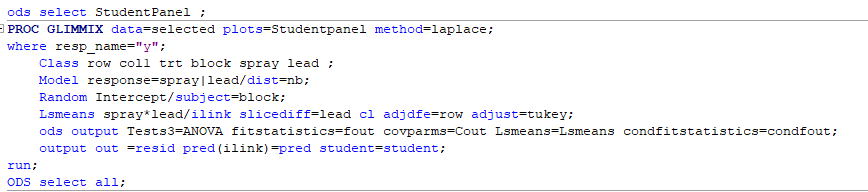 ods select StudentPanel ;
PROC GLIMMIX data=selected plots=Studentpanel method=laplace;
where resp_name="y";
Class row coll trt block spray lead ;
Model response=spray|lead/dist=nb;
Random Intercept/subject=block;
Lsmeans spray*lead/ilink slicediff=lead cl adjdfe=row adjust=tukey;
ods output Tests3=ANOVA fitstatistics=fout covparms=Cout Lsmeans=Lsmeans condfitstatistics=condfout;
output out =resid pred(ilink)=pred student=student;
run;
ODS select all;